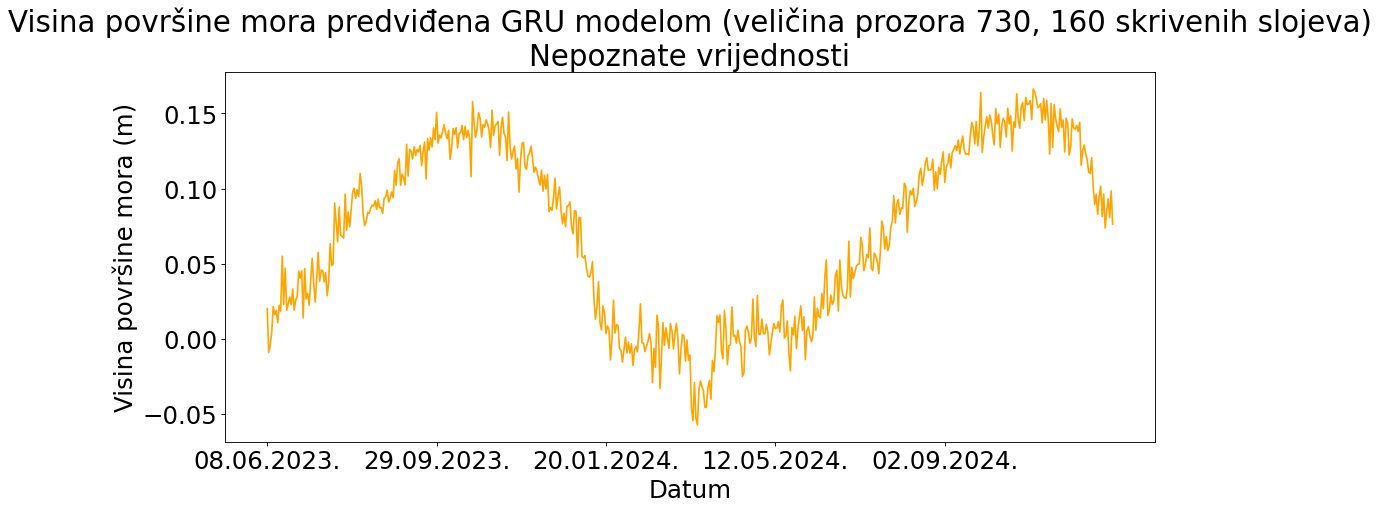 Visina površine mora predviđena GRU modelom (veličina prozora 730, 160 skrivenih slojeva)
Nepoznate vrijednosti
Visina površine mora (m)
0.15
0.10
0.05
0.00
−0.05
08.06.2023. 29.09.2023. 20.01.2024. 12.05.2024. 02.09.2024.
Datum